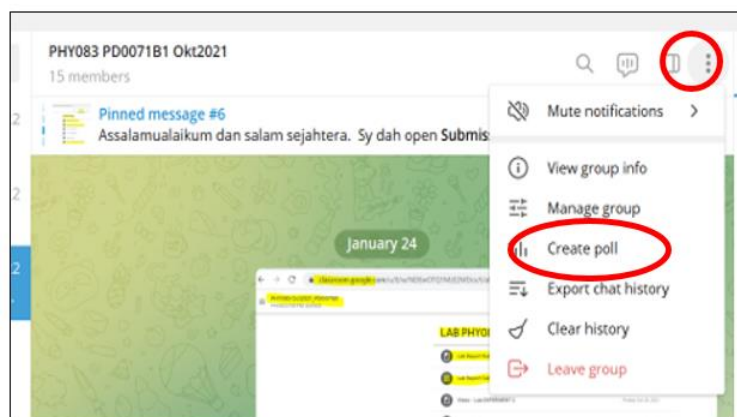 PHY083 PD0071B1 Okt2021
15 members
Pinned message #6
Assalamualaikum dan salam sejahtera. Sy dah open Submis
Mute notifications
View group info
Manage group
January 24
Create poll
Export chat history
Clear history
LAB PHY0
Leave group